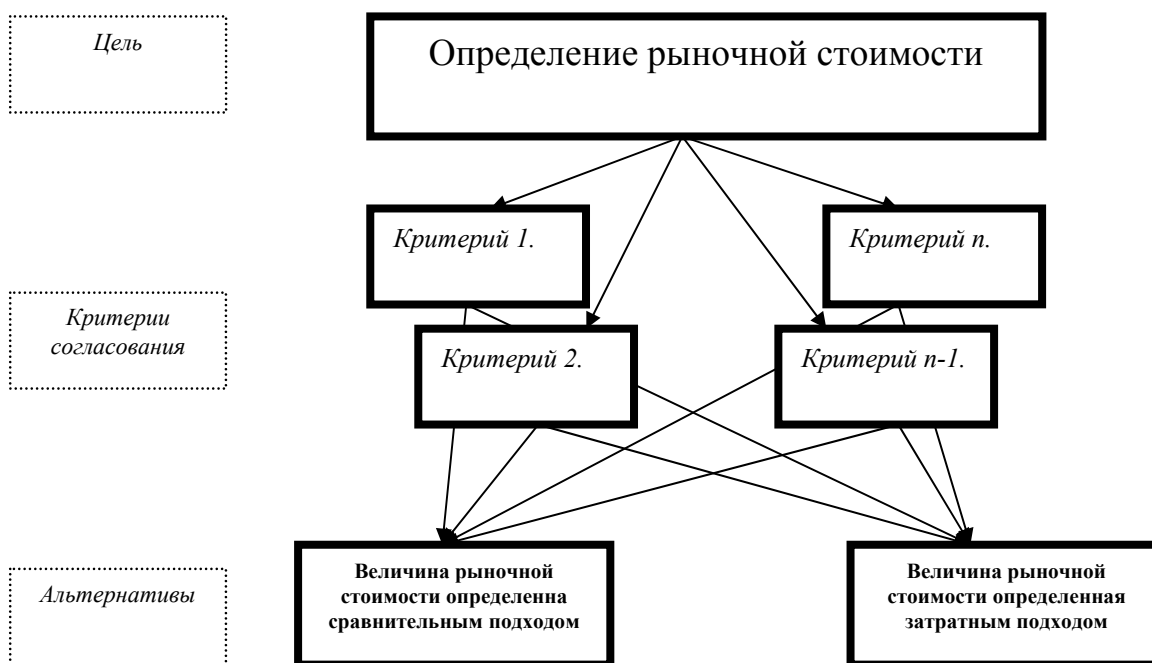 Цель
Определение рыночной стоимости
Критерий 1.
Критерий n.
Критерии
согласования
Критерий 2.
Критерий n-1.
Альтернативы
Величина рыночной
стоимости определенна
сравнительным подходом
Величина рыночной
стоимости определенная
затратным подходом